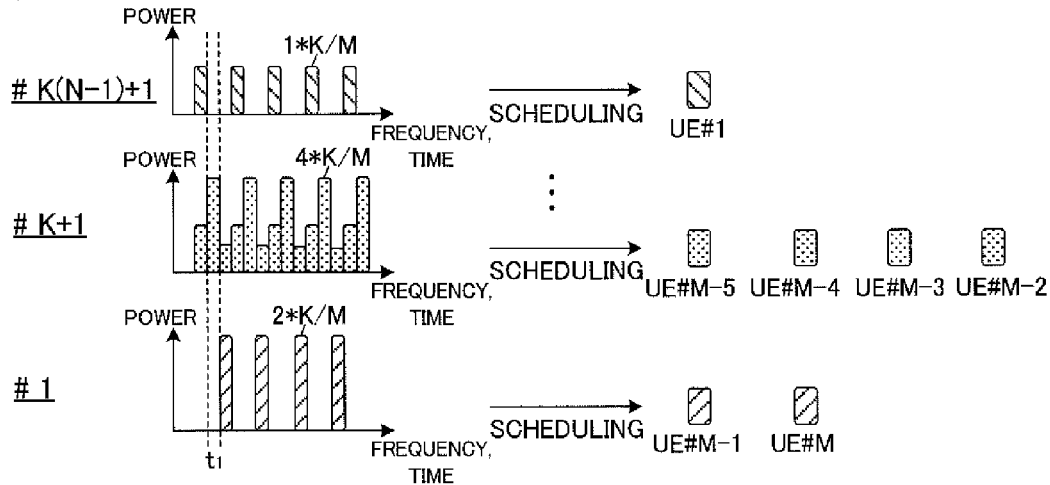 POWER
1*K/M
# K(N-1)+1
SCHEDULING
UE#1
FREQUENCY,
TIME
POWER
4*K/M
# K+1
SCHEDULING
UE#M-5 UE#M-4 UE#M-3 UE#M-2
FREQUENCY,
TIME
POWER
2*K/M
# 1
SCHEDULING
UE#M-1 UE#M
t1
FREQUENCY,
TIME